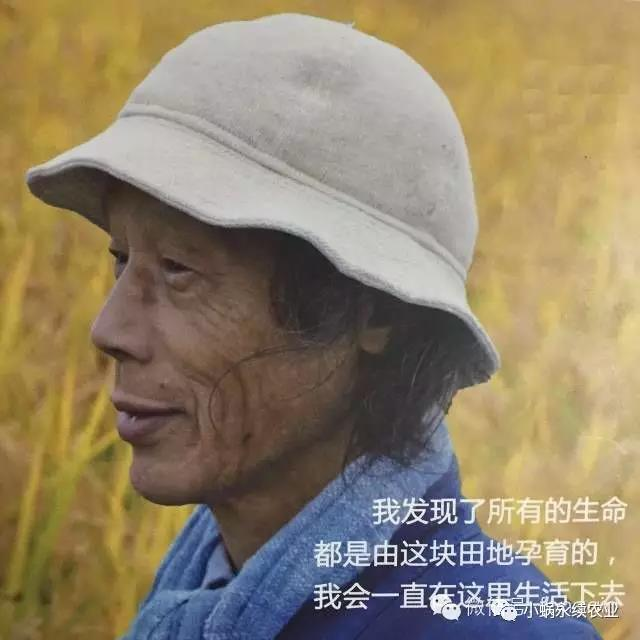 我发现了所有的生命
都是由这块田地孕育的，
我会一直在这里生活下去
小蜗永续农业